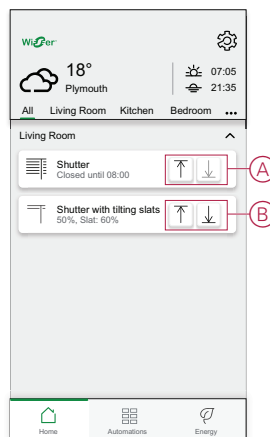 Wiser
18°
Plymouth
07:05
21:35
All Living Room Kitchen Bedroom •••
Living Room
Shutter
Closed until 08:00
A
Shutter with tilting slats
50%, Slat: 60%
B
Home Automations Energy